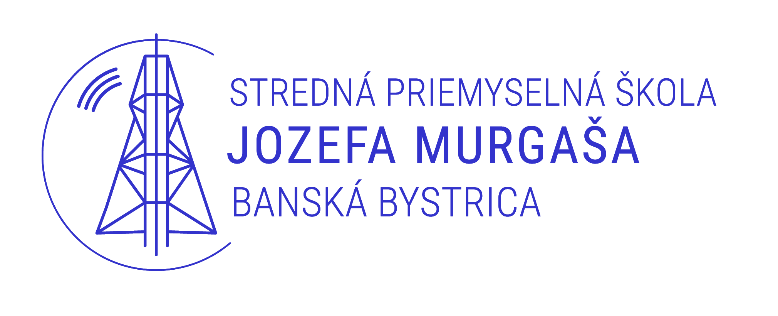 STREDNÁ PRIEMYSELNÁ ŠKOLA
JOZEFA MURGAŠA
BANSKÁ BYSTRICA